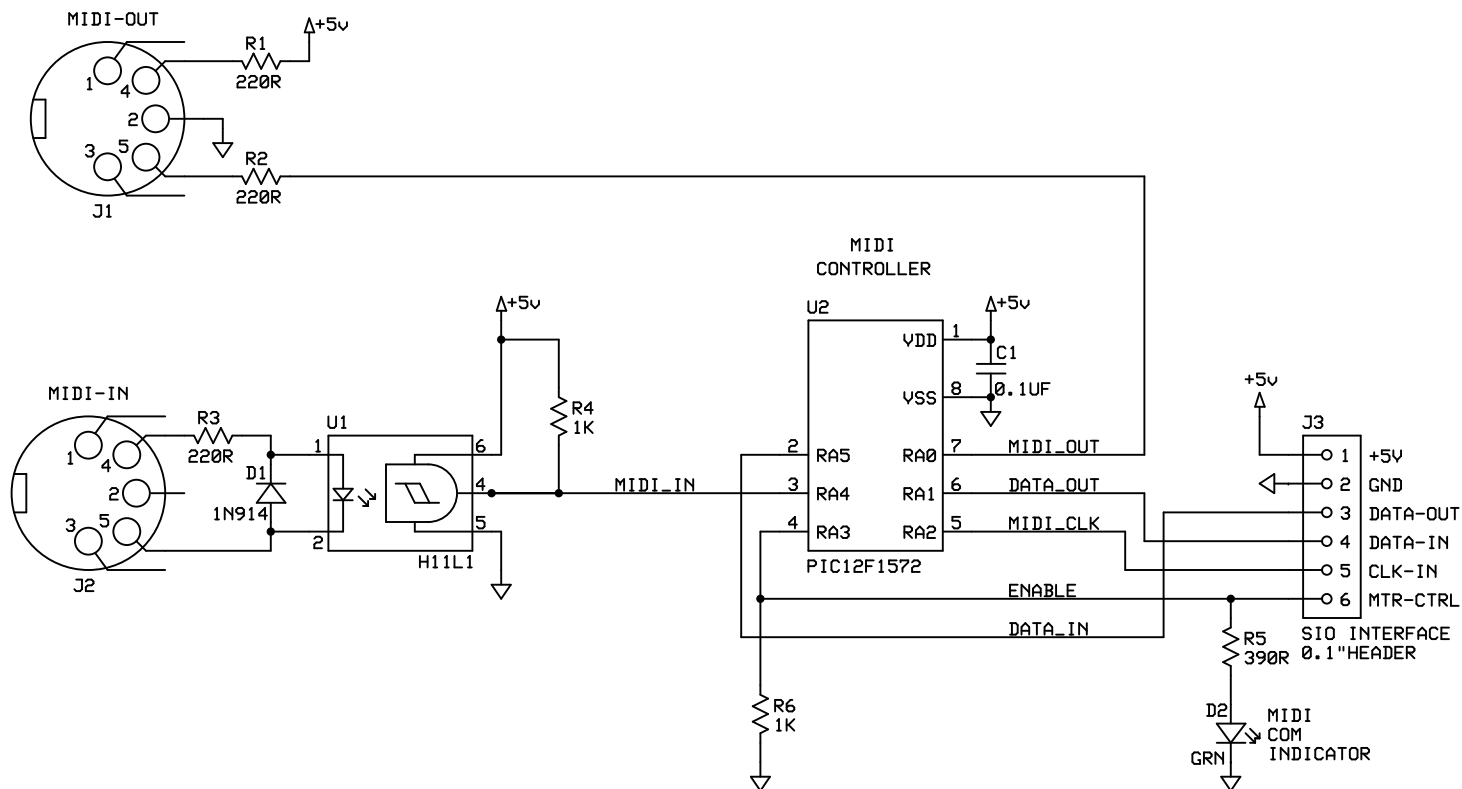 MIDI-OUT
+5v
R1
220R
1
4
2
3
5
R2
220R
J1
MIDI
CONTROLLER
+5v
U2
+5v
VDD
1
C1
0.1UF
VSS
8
MIDI-IN
R3
220R
1
4
2
3
5
D1
1N914
J2
U1
1
2
6
4
5
H11L1
R4
1K
MIDI_IN
2
RA5
3
RA4
4
RA3
RA0
7
MIDI_OUT
RA1
6
DATA_OUT
RA2
5
MIDI_CLK
PIC12F1572
ENABLE
DATA_IN
+5v
J3
1 +5V
2 GND
3 DATA-OUT
4 DATA-IN
5 CLK-IN
6 MTR-CTRL
SIO INTERFACE
0.1"HEADER
R5
390R
R6
1K
D2
GRN
MIDI
COM
INDICATOR